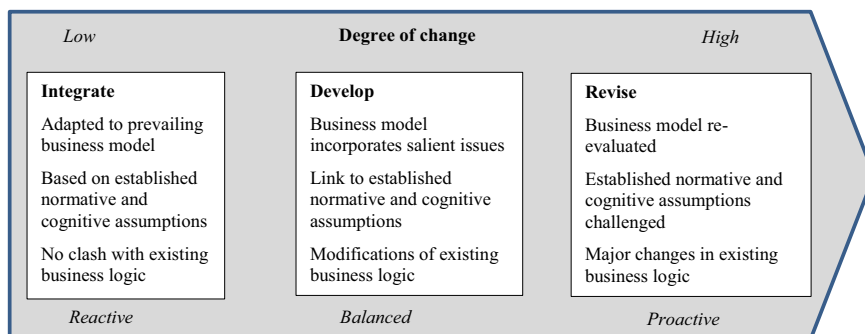 Low Degree of change High
Integrate
Adapted to prevailing
business model
Based on established
normative and
cognitive assumptions
No clash with existing
business logic
Develop
Business model
incorporates salient issues
Link to established
normative and cognitive
assumptions
Modifications of existing
business logic
Revise
Business model re-
evaluated
Established normative and
cognitive assumptions
challenged
Major changes in existing
business logic
Reactive Balanced Proactive